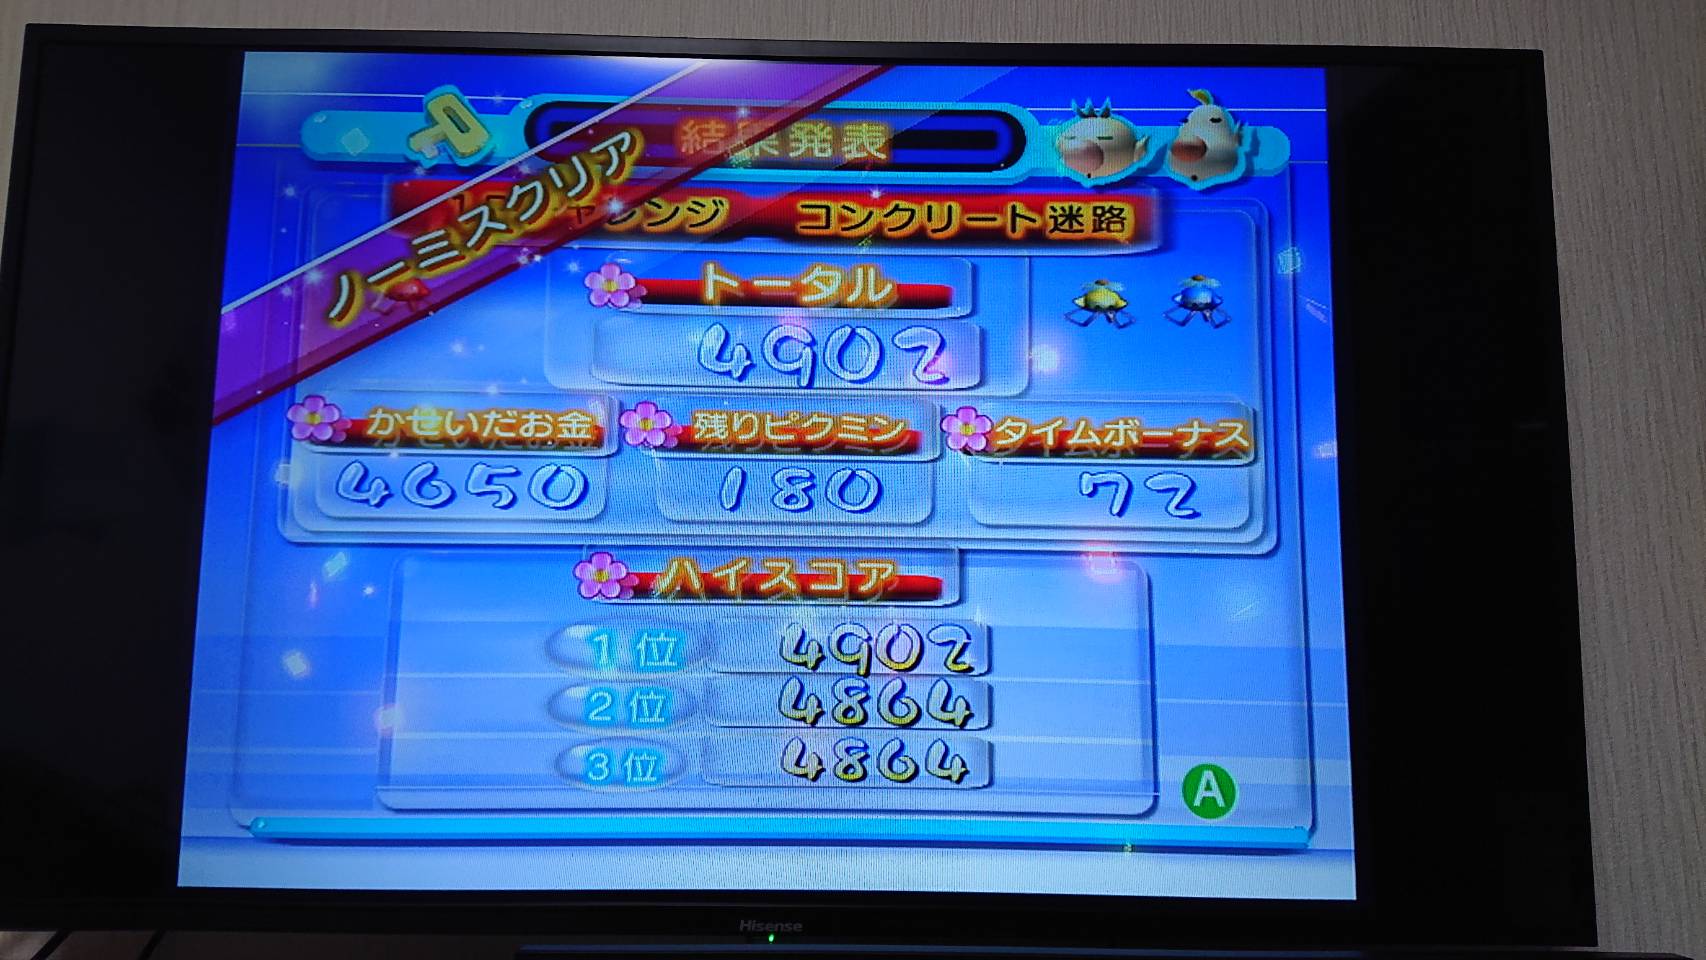 結果発表
ノーミスクリア
ャレンジ コンクリート迷路
トータル
4902
かせいだお金 残りピクミン タイムボーナス
4650 180 72
ハイスコア
1位 4902
2位 4864
3位 4864
A
Hisense